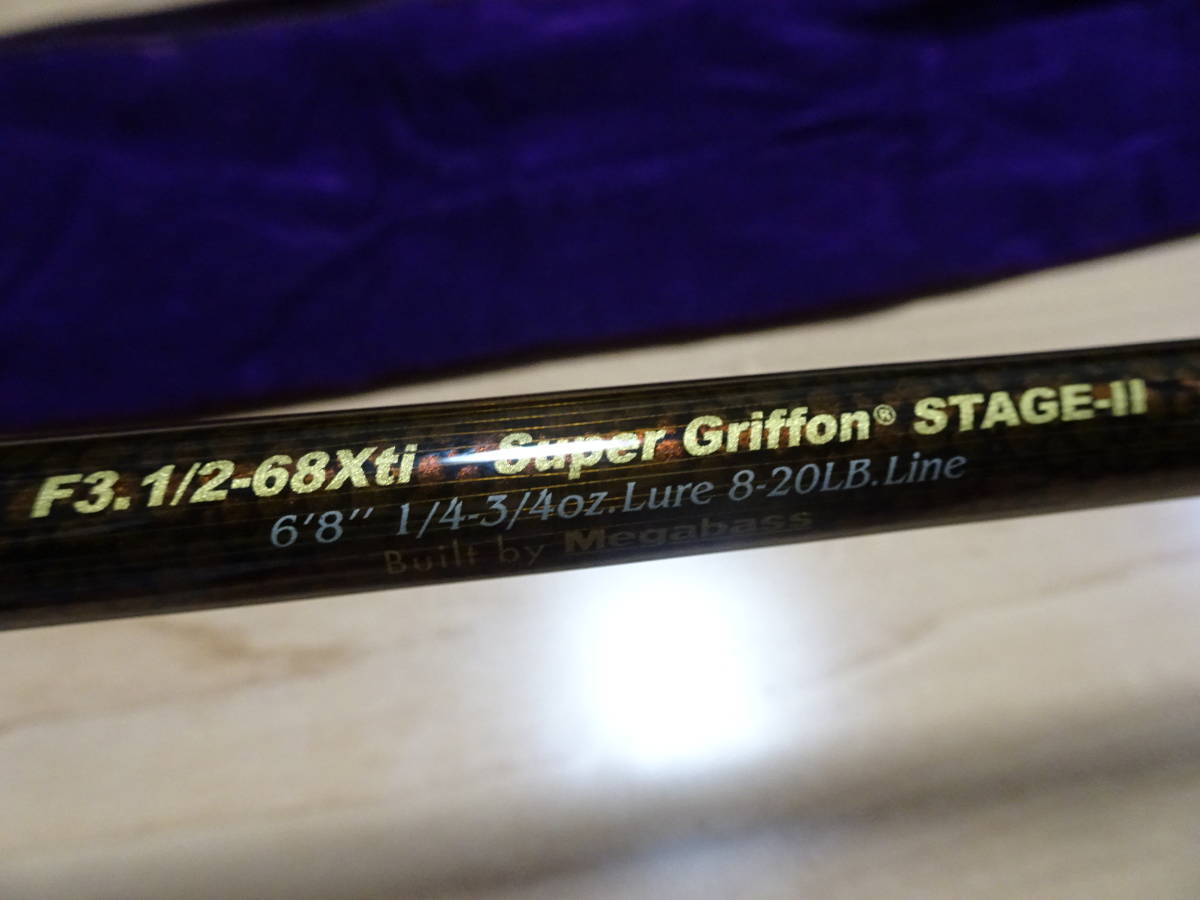 F3.1/2-68Xti Super Griffon® STAGE-II
6'8" 1/4-3/4oz.Lure 8-20LB.Line
Built by Megabass